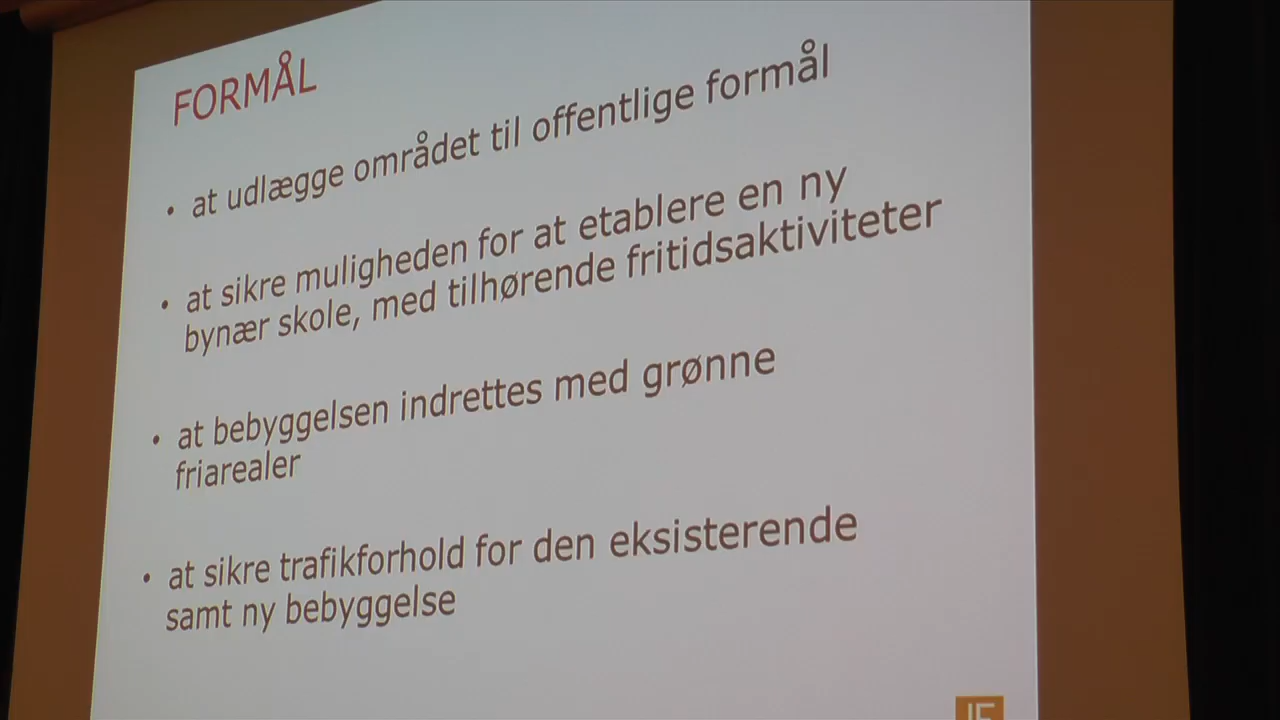 FORMÅL
• at udlægge området til offentlige formål
• at sikre muligheden for at etablere en ny
bynær skole, med tilhørende fritidsaktiviteter
• at bebyggelsen indrettes med grønne
friarealer
• at sikre trafikforhold for den eksisterende
samt ny bebyggelse